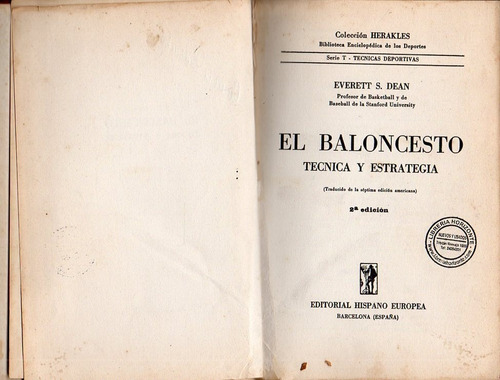 Colección HERAKLES
Biblioteca Enciclopédica de los Deportes
Serie T - TECNICAS DEPORTIVAS
EVERETT S. DEAN
Profesor de Basketball y de
Baseball de la Stanford University
EL BALONCESTO
TECNICA Y ESTRATEGIA
(Traducido de la séptima edición americana)
2ª edición
LIBRERIA HORIZONTE
NUEVOS Y USADOS
EDITORIAL HISPANO EUROPEA
BARCELONA (ESPAÑA)